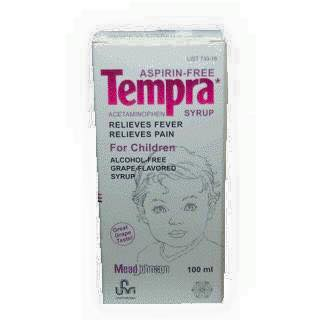 ASPIRIN-FREE
Tempra
ACETAMINOPHEN SYRUP
RELIEVES FEVER
RELIEVES PAIN
For Children
ALCOHOL-FREE
GRAPE-FLAVORED
SYRUP
Great
Grape
Taste!
Mead Johnson
100 ml